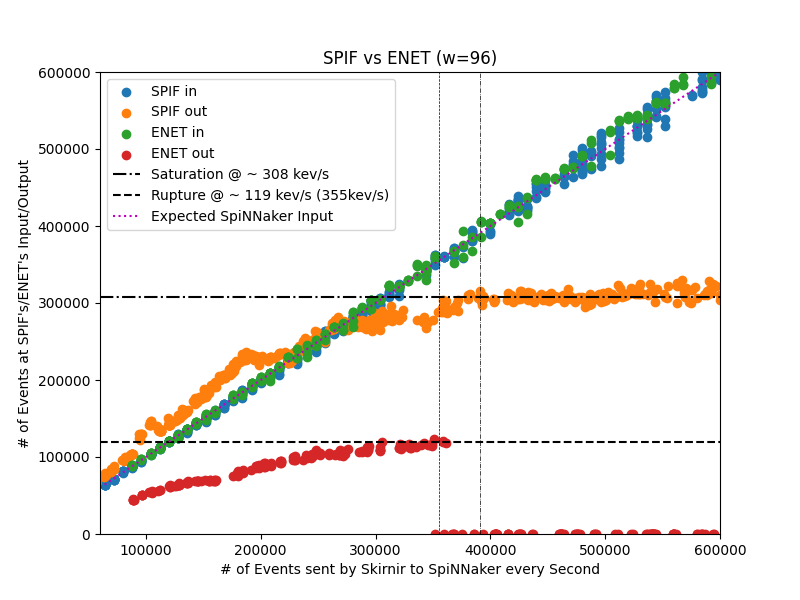 SPIF vs ENET (w=96)
600000
500000
400000
300000
200000
100000
0
# of Events at SPIF's/ENET's Input/Output
SPIF in
SPIF out
ENET in
ENET out
Saturation @ ~ 308 kev/s
Rupture @ ~ 119 kev/s (355kev/s)
Expected SpiNNaker Input
100000 200000 300000 400000 500000 600000
# of Events sent by Skirnir to SpiNNaker every Second